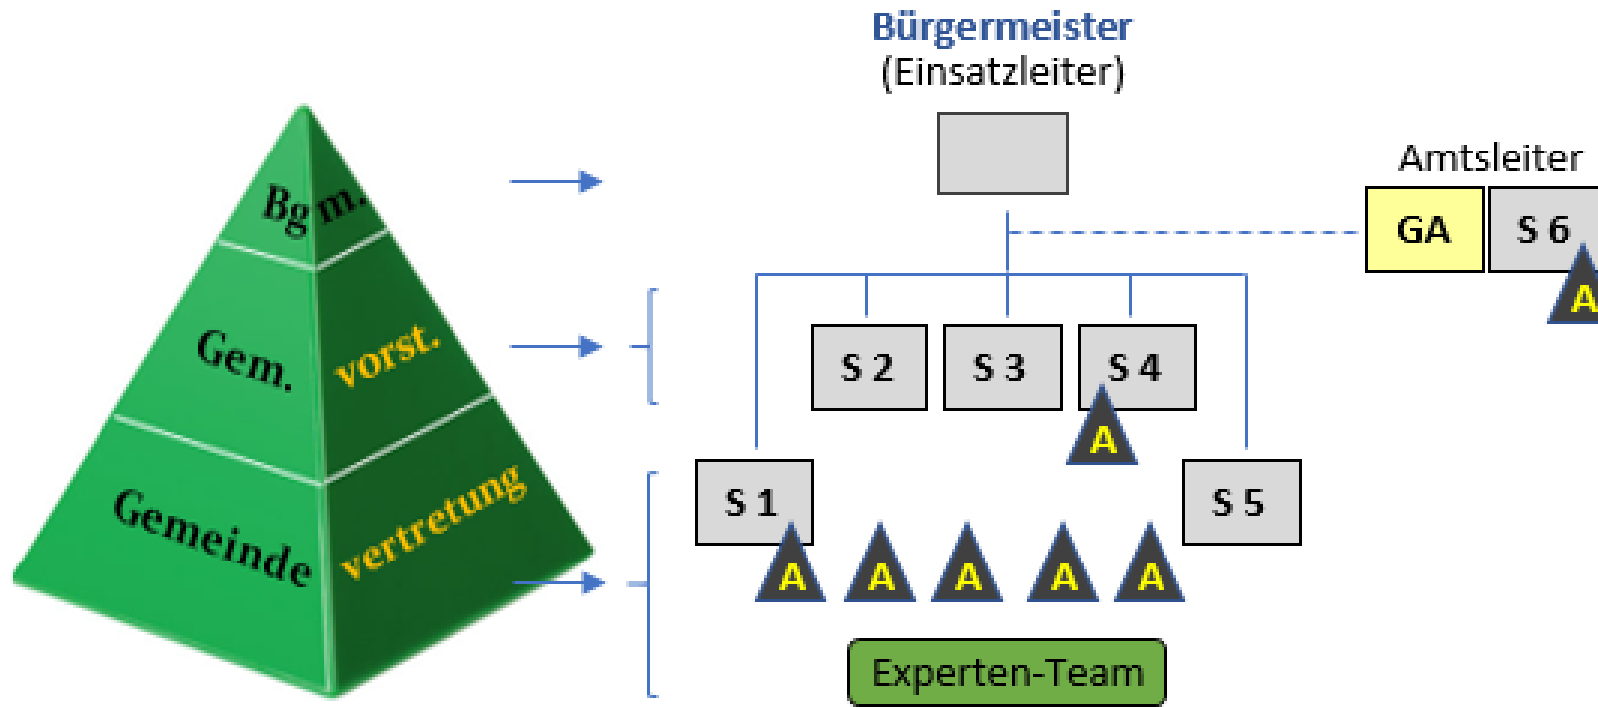 Bürgermeister
(Einsatzleiter)
Amtsleiter
GA
S 6
A
Bgm.
Gem.
vorst.
S 2
S 3
S 4
A
Gemeinde
vertretung
S 1
S 5
A
A
A
A
A
Experten-Team